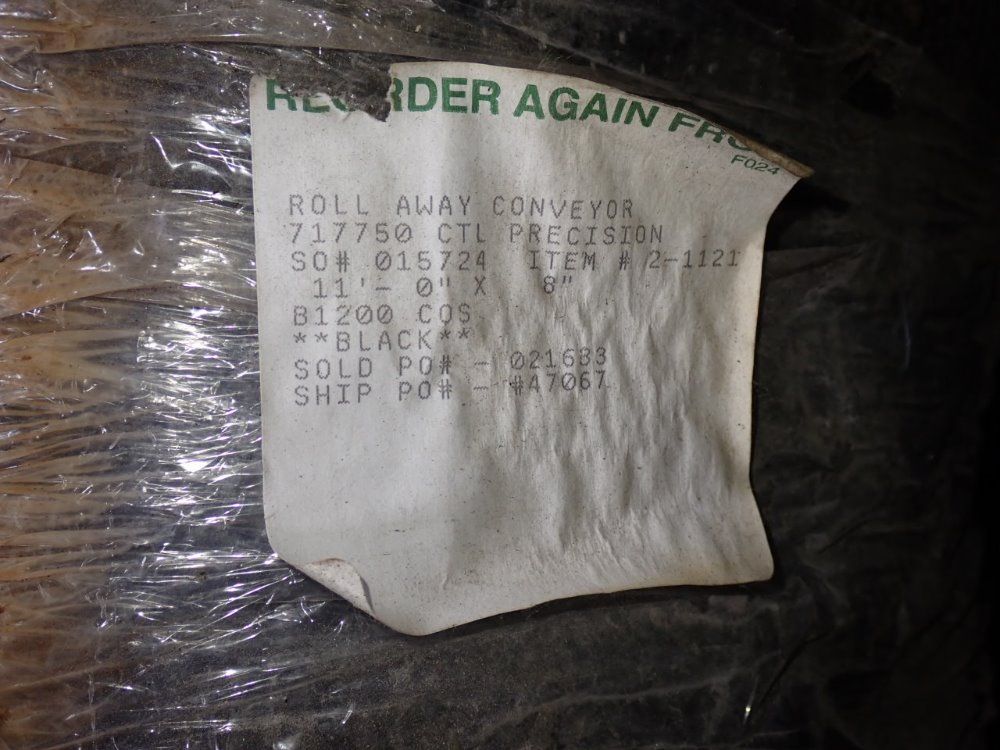 REORDER AGAIN FRO
F024
ROLL AWAY CONVEYOR
717750 CTL PRECISION
SO# 015724 ITEM # 2-1121
11'- 0" X 8"
B1200 COS
**BLACK**
SOLD PO# - 021683
SHIP PO# - #A7067